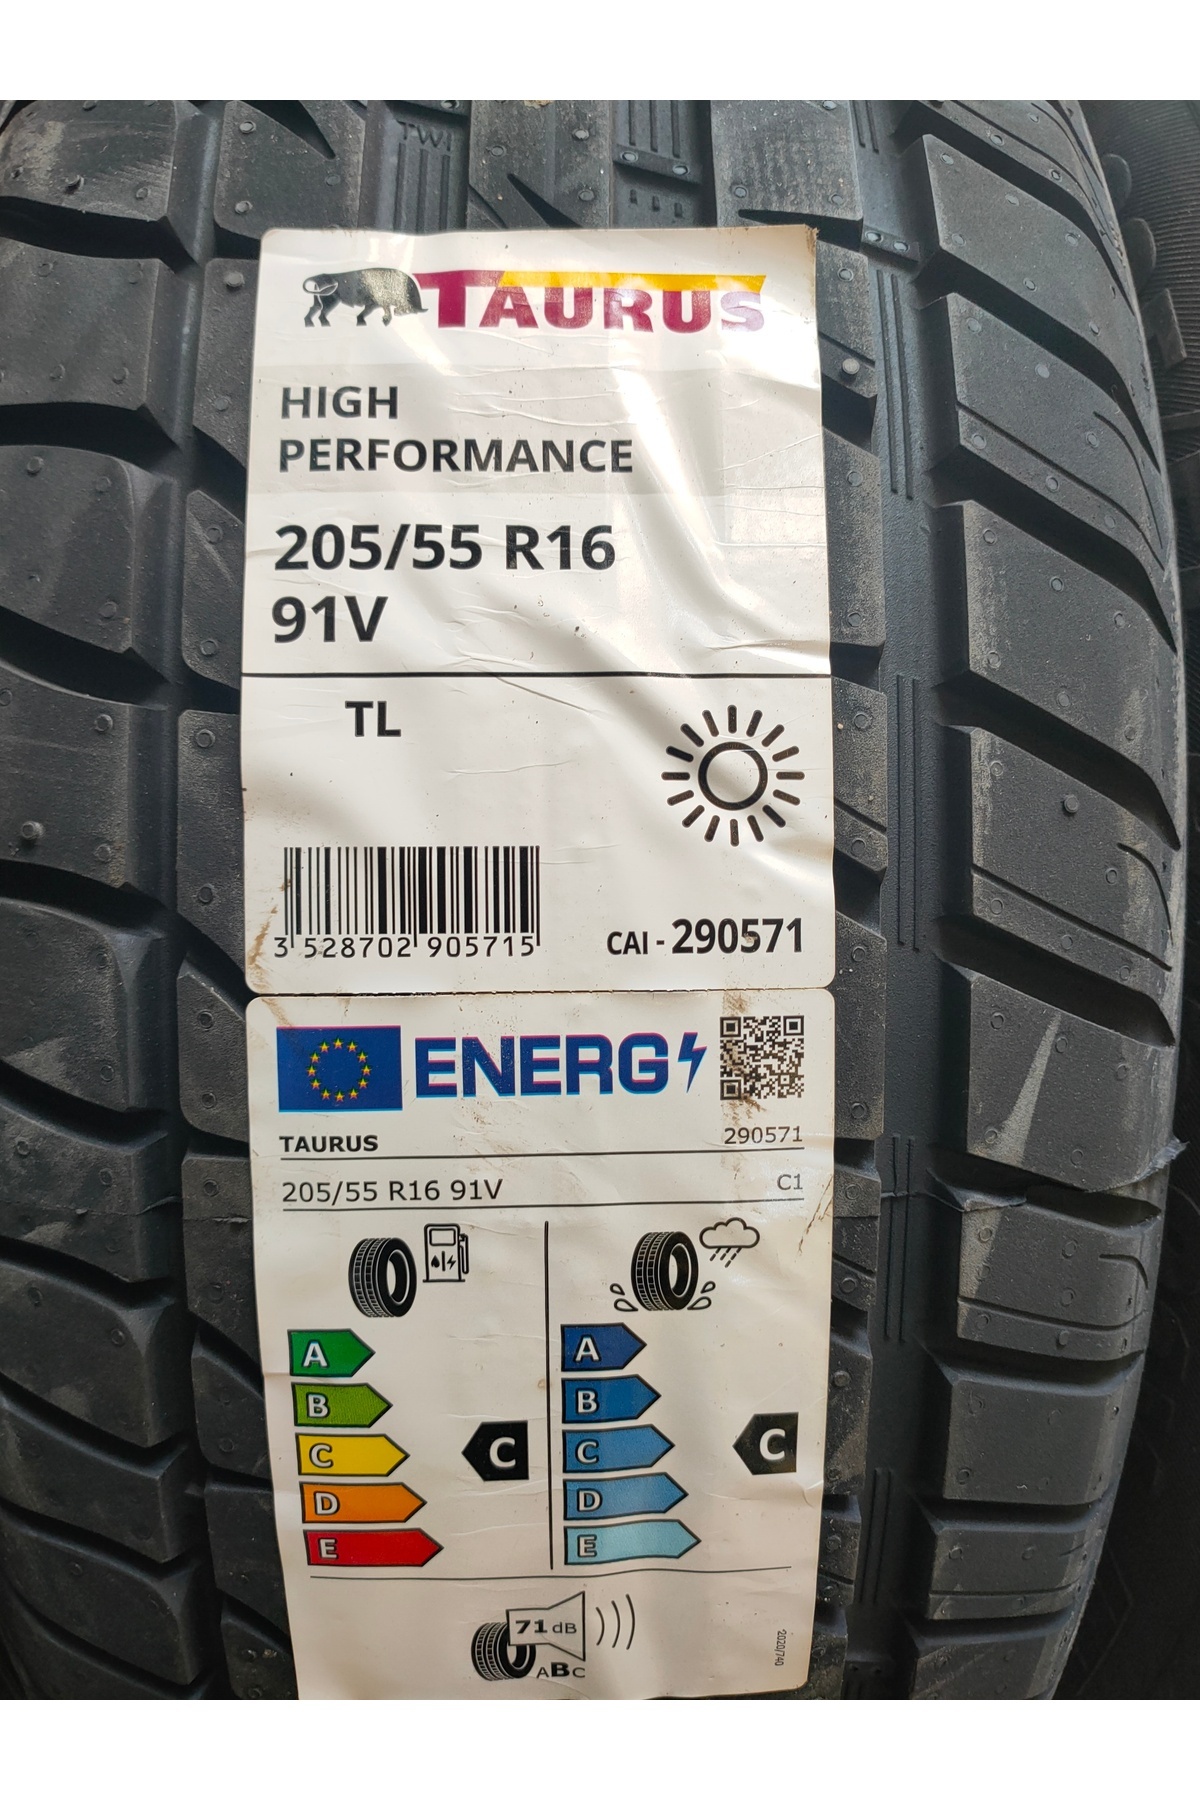 TWI
TAURUS
HIGH
PERFORMANCE
205/55 R16
91V
TL
3 528702 905715
CAI - 290571
ENERG
TAURUS 290571
205/55 R16 91V C1
A A
B B
C C C C
D D
E E
71 dB
ABC
2020/740